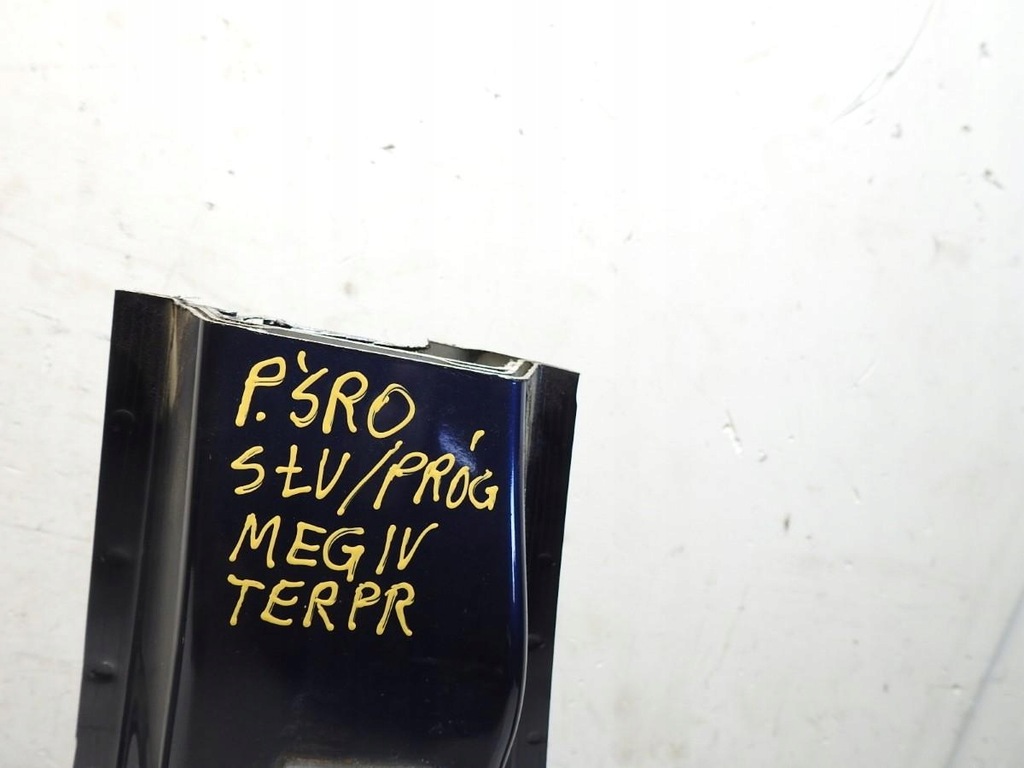 P.ŚRO
SŁU/PRÓG
MEG IV
TERPR